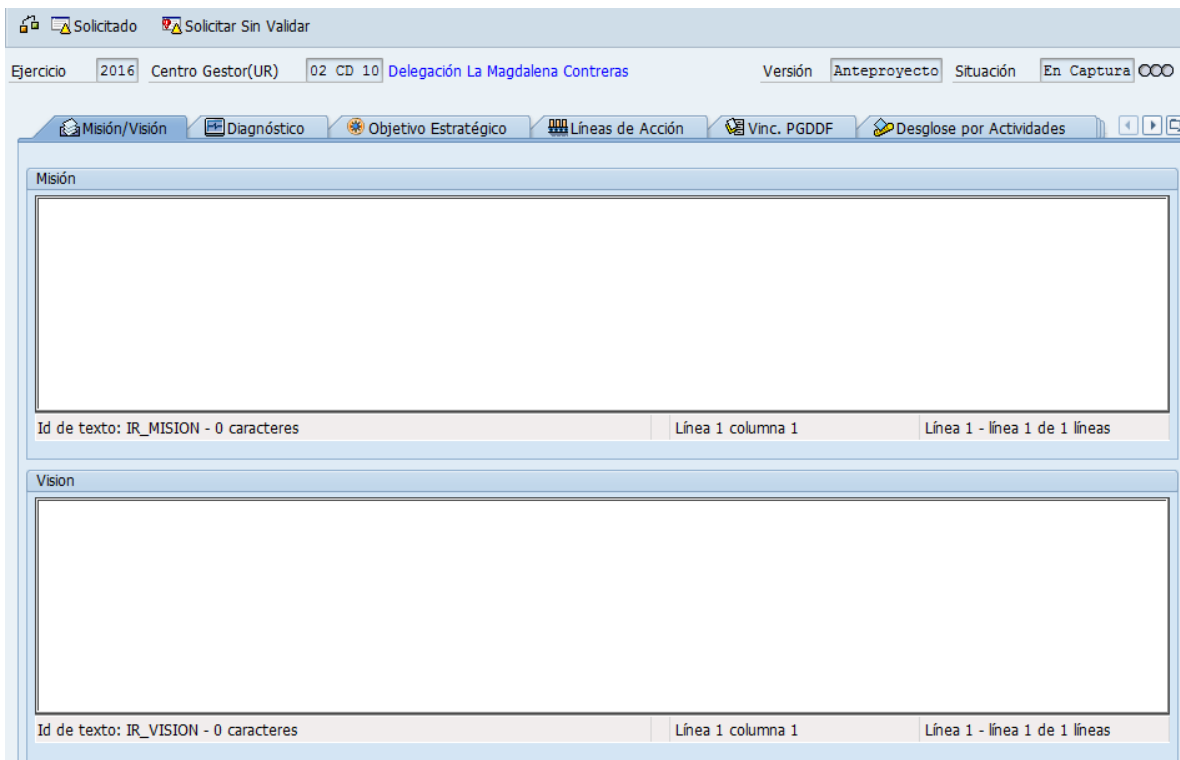 Solicitado Solicitar Sin Validar
Ejercicio 2016 Centro Gestor(UR) 02 CD 10 Delegación La Magdalena Contreras Versión Anteproyecto Situación En Captura
Misión/Visión Diagnóstico Objetivo Estratégico Líneas de Acción Vinc. PGDDF Desglose por Actividades
Misión
Id de texto: IR_MISION - 0 caracteres Línea 1 columna 1 Línea 1 - línea 1 de 1 líneas
Vision
Id de texto: IR_VISION - 0 caracteres Línea 1 columna 1 Línea 1 - línea 1 de 1 líneas